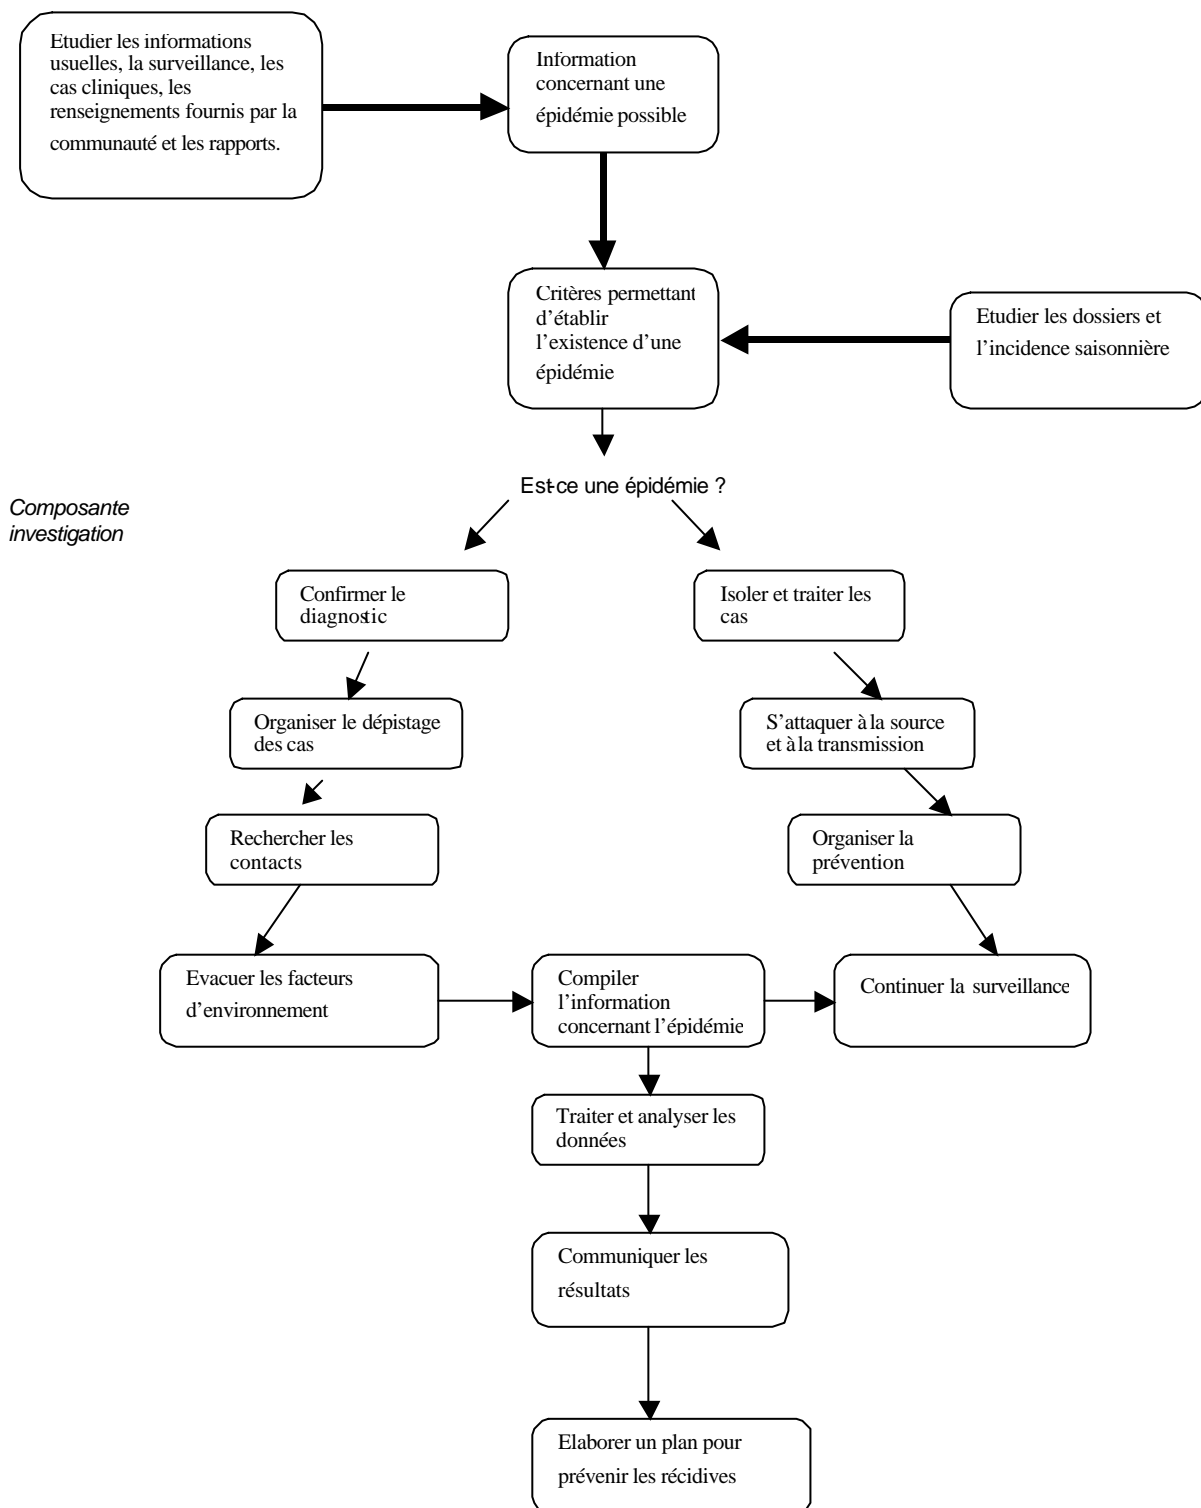 Etudier les informations
usuelles, la surveillance, les
cas cliniques, les
renseignements fournis par la
communauté et les rapports.
Information
concernant une
épidémie possible
Critères permettant
d’établir
l’existence d’une
épidémie
Etudier les dossiers et
l’incidence saisonnière
Est-ce une épidémie ?
Composante
investigation
Confirmer le
diagnostic
Isoler et traiter les
cas
Organiser le dépistage
des cas
S’attaquer à la source
et à la transmission
Rechercher les
contacts
Organiser la
prévention
Evacuer les facteurs
d’environnement
Compiler
l’information
concernant l’épidémie
Continuer la surveillance
Traiter et analyser les
données
Communiquer les
résultats
Elaborer un plan pour
prévenir les récidives